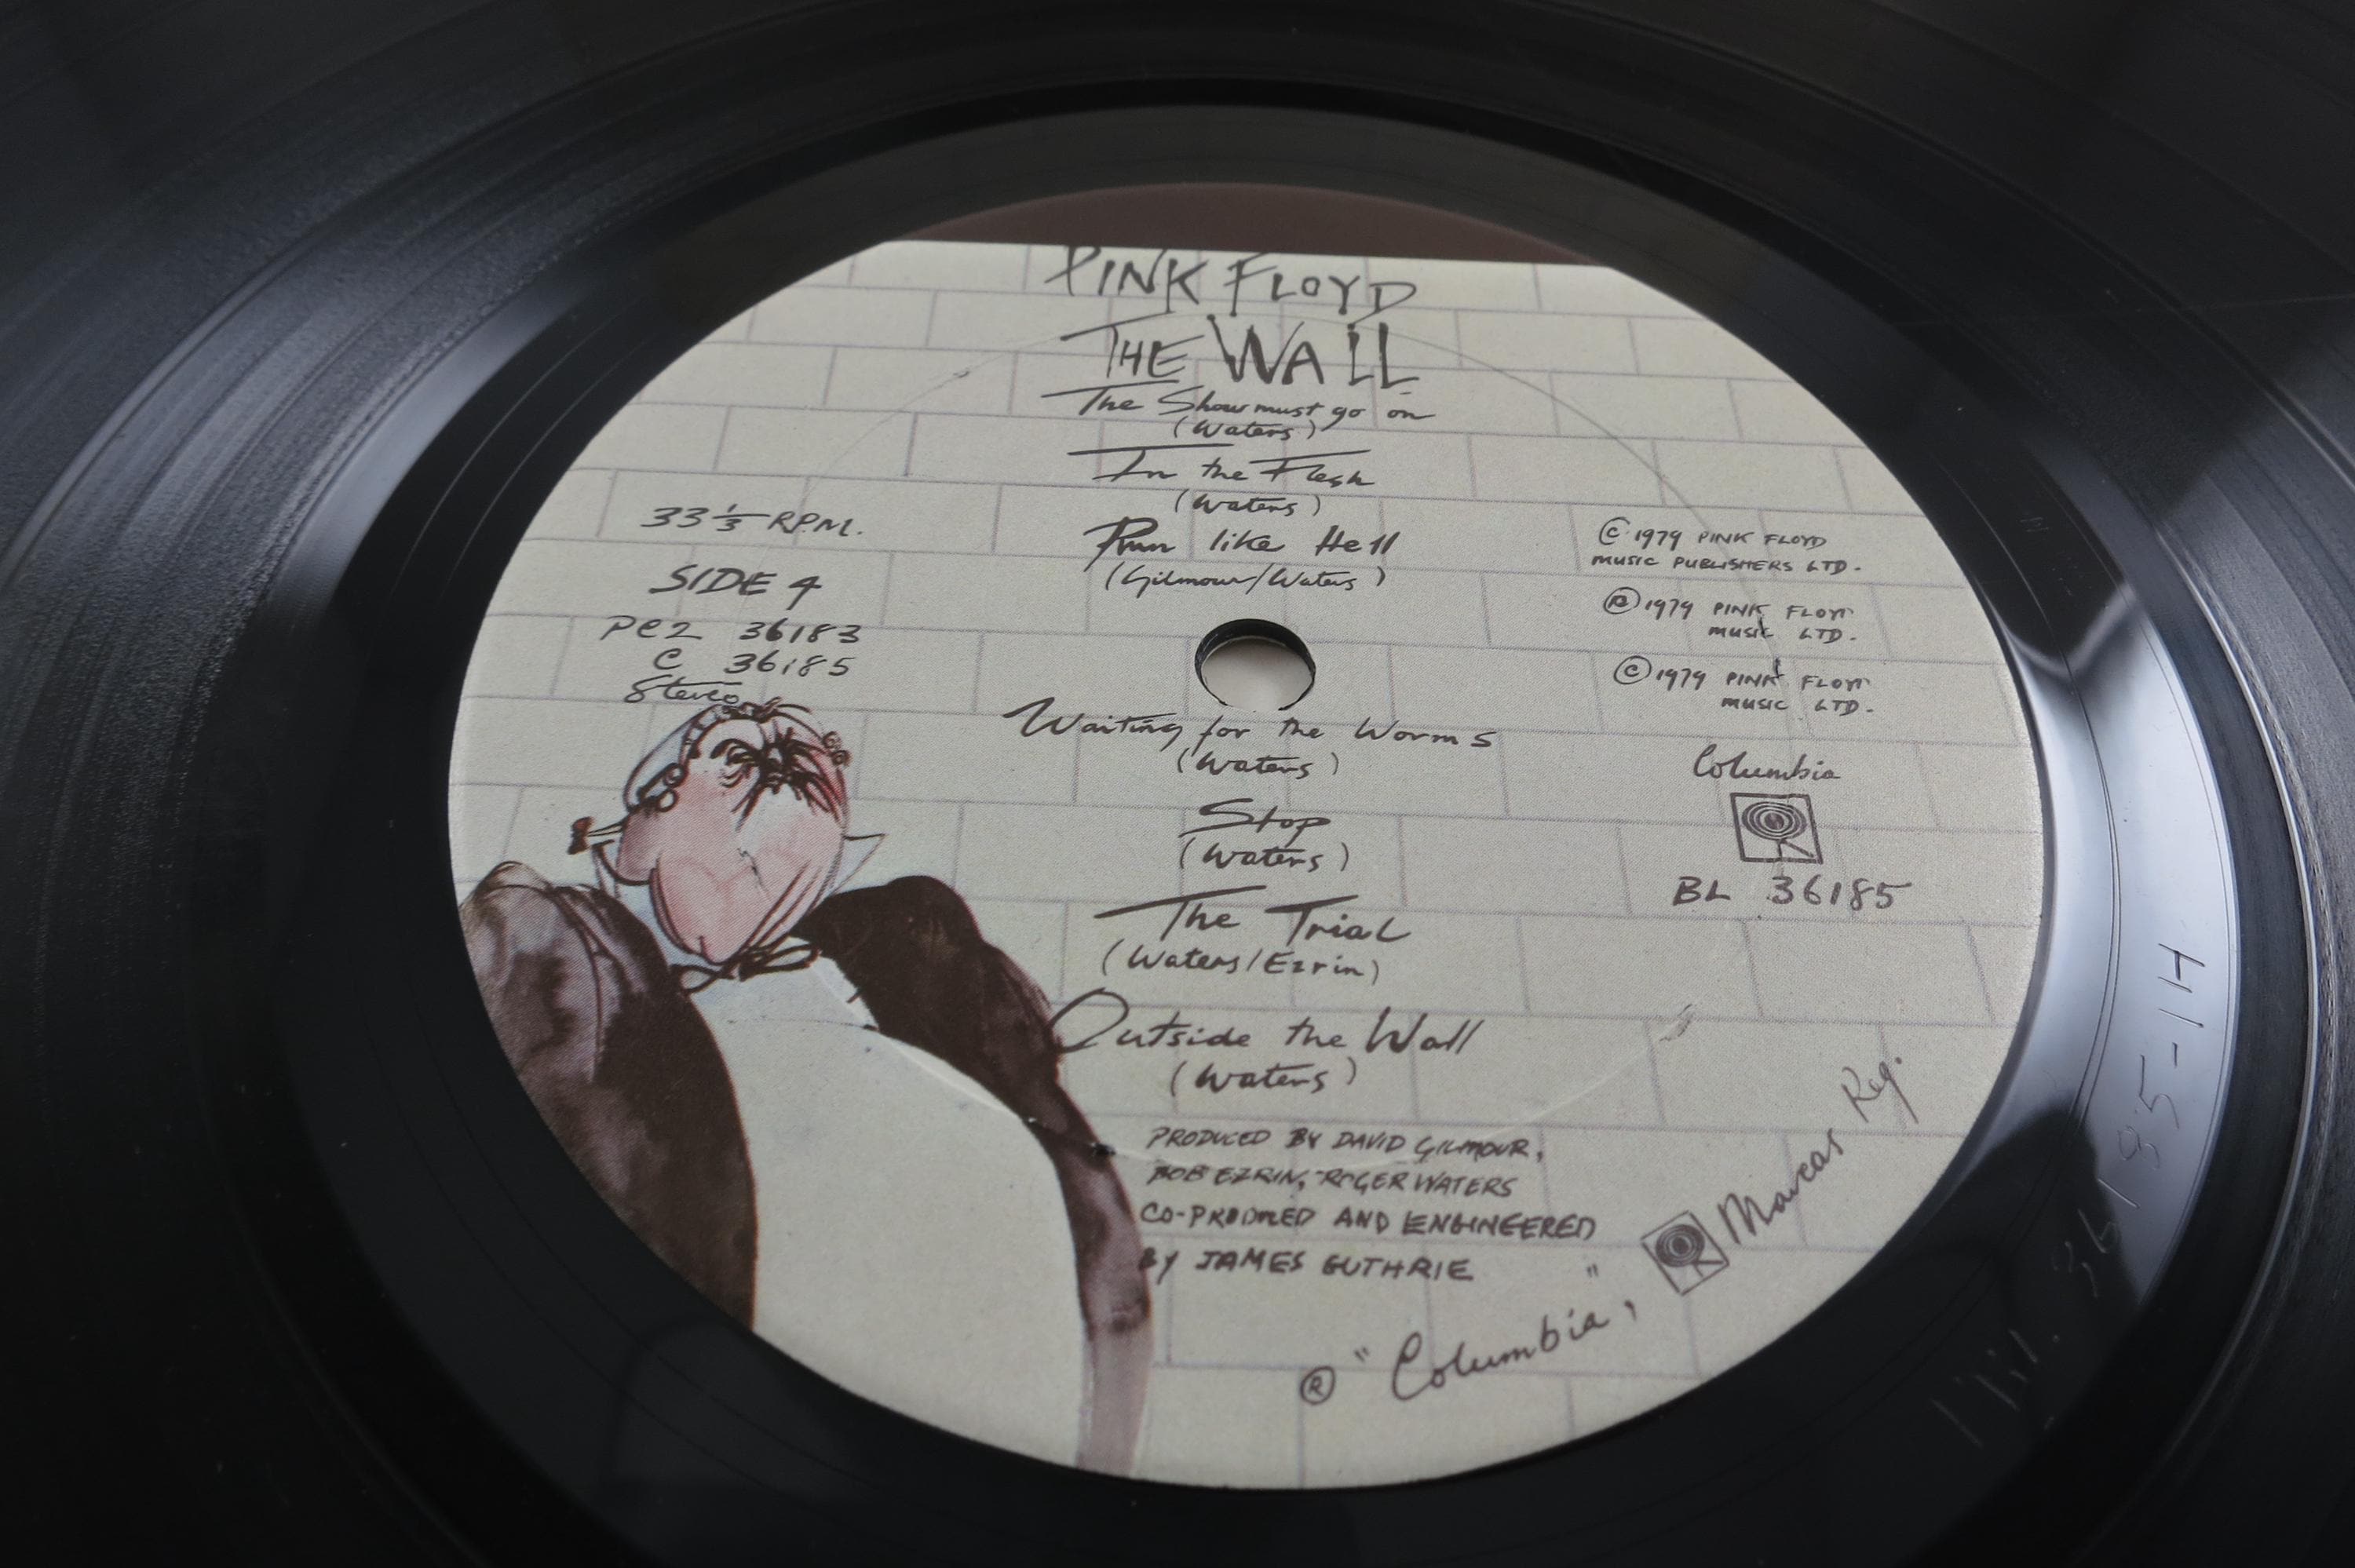 PINK FLOYD
THE WALL
The Show must go on
(Waters)
In the Flesh
(Waters)
Run like Hell
(Gilmour/Waters)
33 1/3 R.P.M.
SIDE 4
PC2 36183
C 36185
Stereo
© 1979 PINK FLOYD
MUSIC PUBLISHERS LTD.
℗ 1979 PINK FLOYD
MUSIC LTD.
© 1979 PINK FLOYD
MUSIC LTD.
Columbia
BL 36185
Waiting for the Worms
(Waters)
Stop
(Waters)
The Trial
(Waters/Ezrin)
Outside the Wall
(Waters)
PRODUCED BY DAVID GILMOUR,
BOB EZRIN, ROGER WATERS
CO-PRODUCED AND ENGINEERED
BY JAMES GUTHRIE
® "Columbia", Marcas Reg.
36185-1H